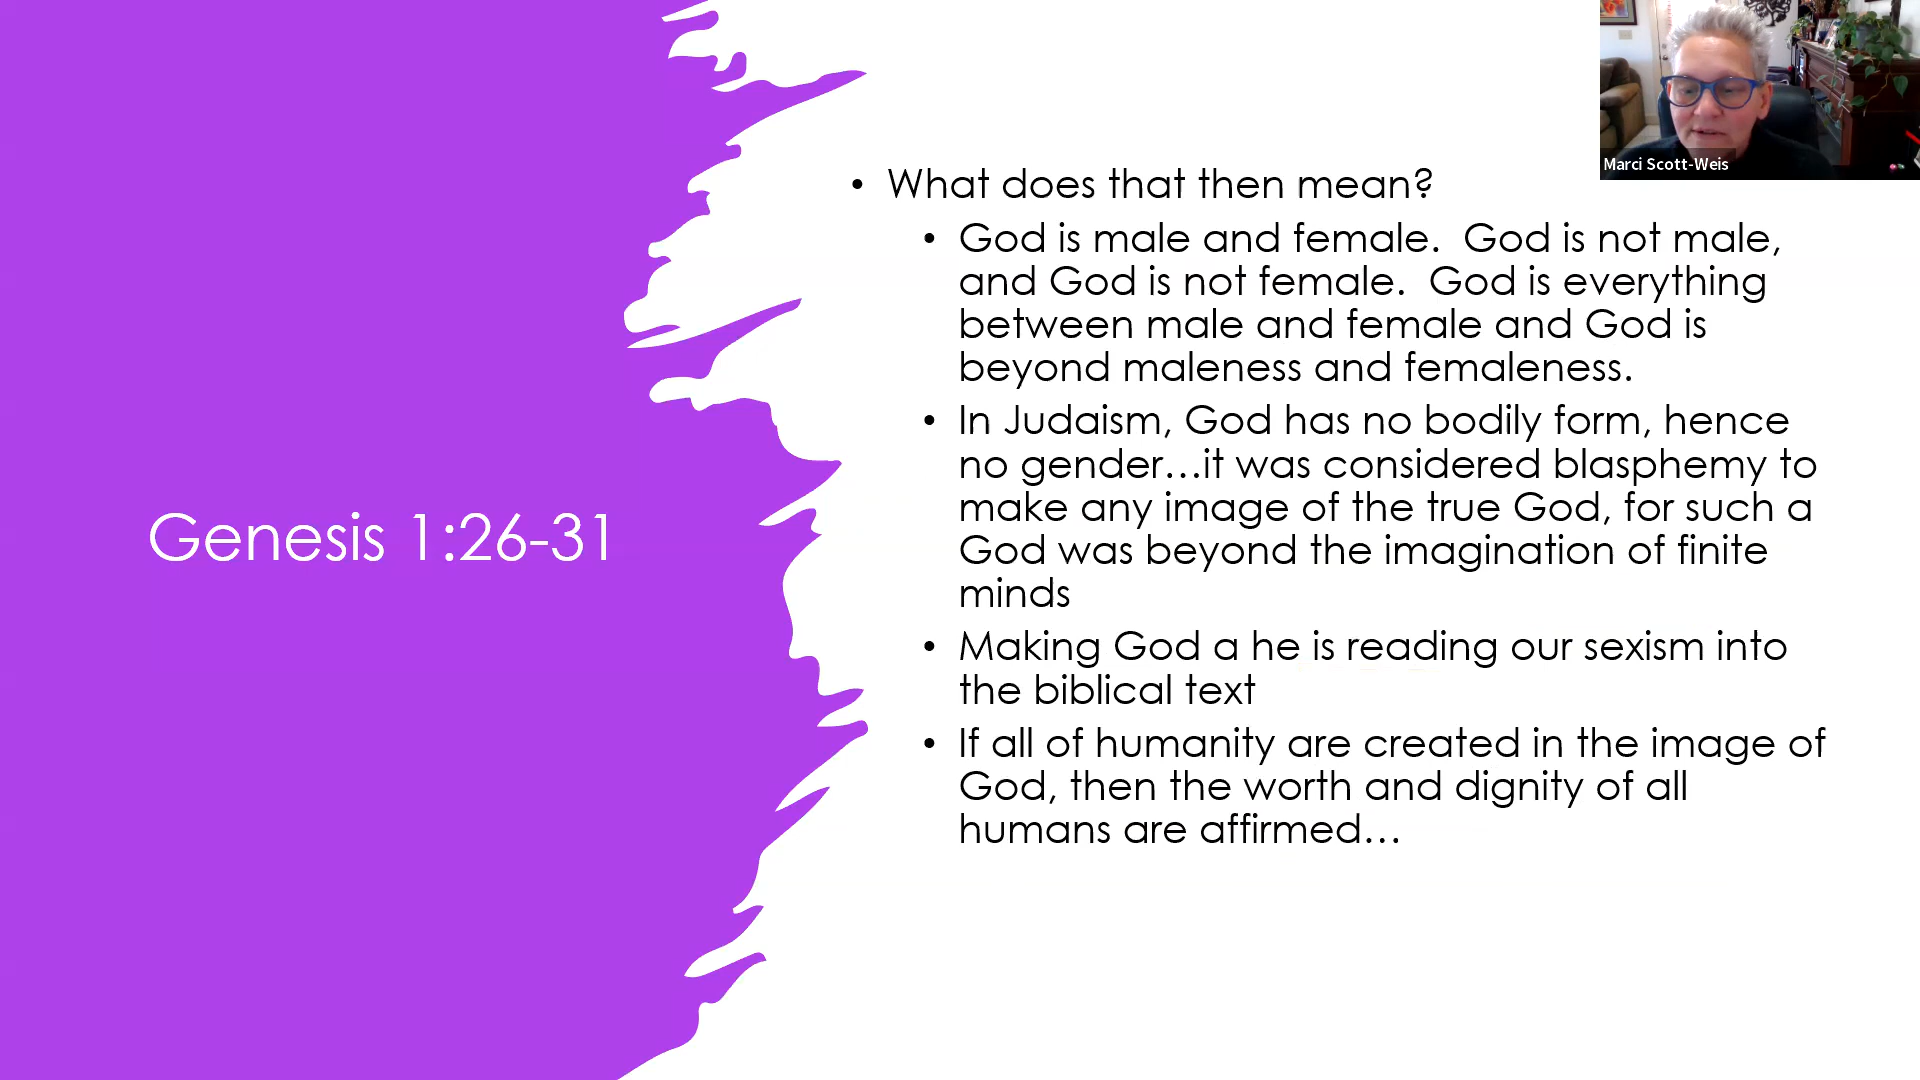 Genesis 1:26-31
• What does that then mean?
• God is male and female.  God is not male,
and God is not female.  God is everything
between male and female and God is
beyond maleness and femaleness.
• In Judaism, God has no bodily form, hence
no gender…it was considered blasphemy to
make any image of the true God, for such a
God was beyond the imagination of finite
minds
• Making God a he is reading our sexism into
the biblical text
• If all of humanity are created in the image of
God, then the worth and dignity of all
humans are affirmed…
Marci Scott-Weis